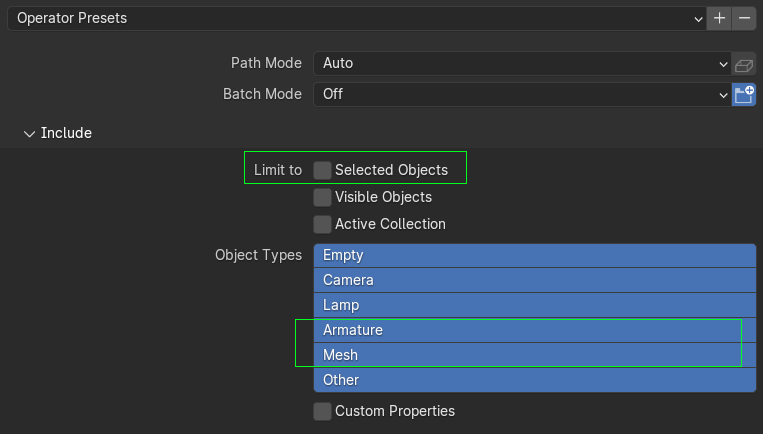 Operator Presets
Path Mode Auto
Batch Mode Off
Include
Limit to Selected Objects
Visible Objects
Active Collection
Object Types Empty
Camera
Lamp
Armature
Mesh
Other
Custom Properties